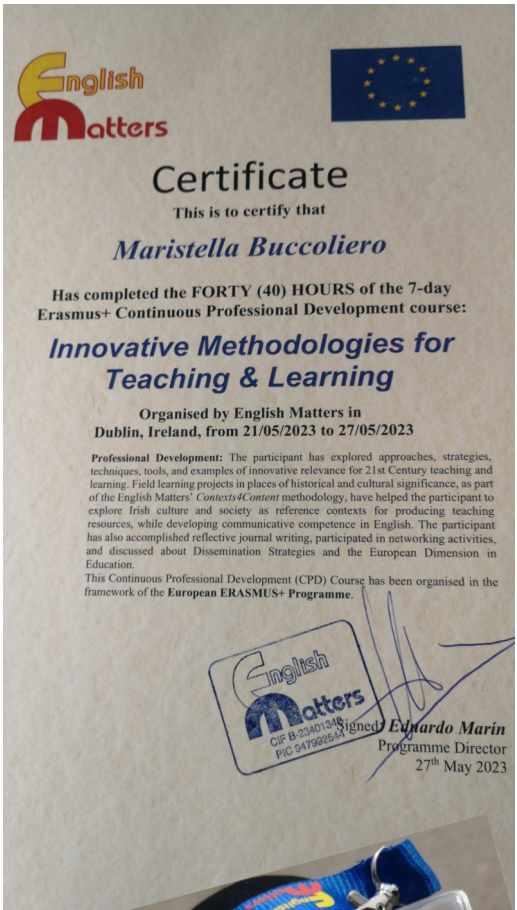 English
Matters
Certificate
This is to certify that
Maristella Buccoliero
Has completed the FORTY (40) HOURS of the 7-day
Erasmus+ Continuous Professional Development course:
Innovative Methodologies for
Teaching & Learning
Organised by English Matters in
Dublin, Ireland, from 21/05/2023 to 27/05/2023
Professional Development: The participant has explored approaches, strategies,
techniques, tools, and examples of innovative relevance for 21st Century teaching and
learning. Field learning projects in places of historical and cultural significance, as part
of the English Matters' Contexts4Content methodology, have helped the participant to
explore Irish culture and society as reference contexts for producing teaching
resources, while developing communicative competence in English. The participant
has also accomplished reflective journal writing, participated in networking activities,
and discussed about Dissemination Strategies and the European Dimension in
Education.
This Continuous Professional Development (CPD) Course has been organised in the
framework of the European ERASMUS+ Programme.
English
Matters
CIF B-23401346
PIC 947992544
Signed: Eduardo Marin
Programme Director
27th May 2023
English
Matters